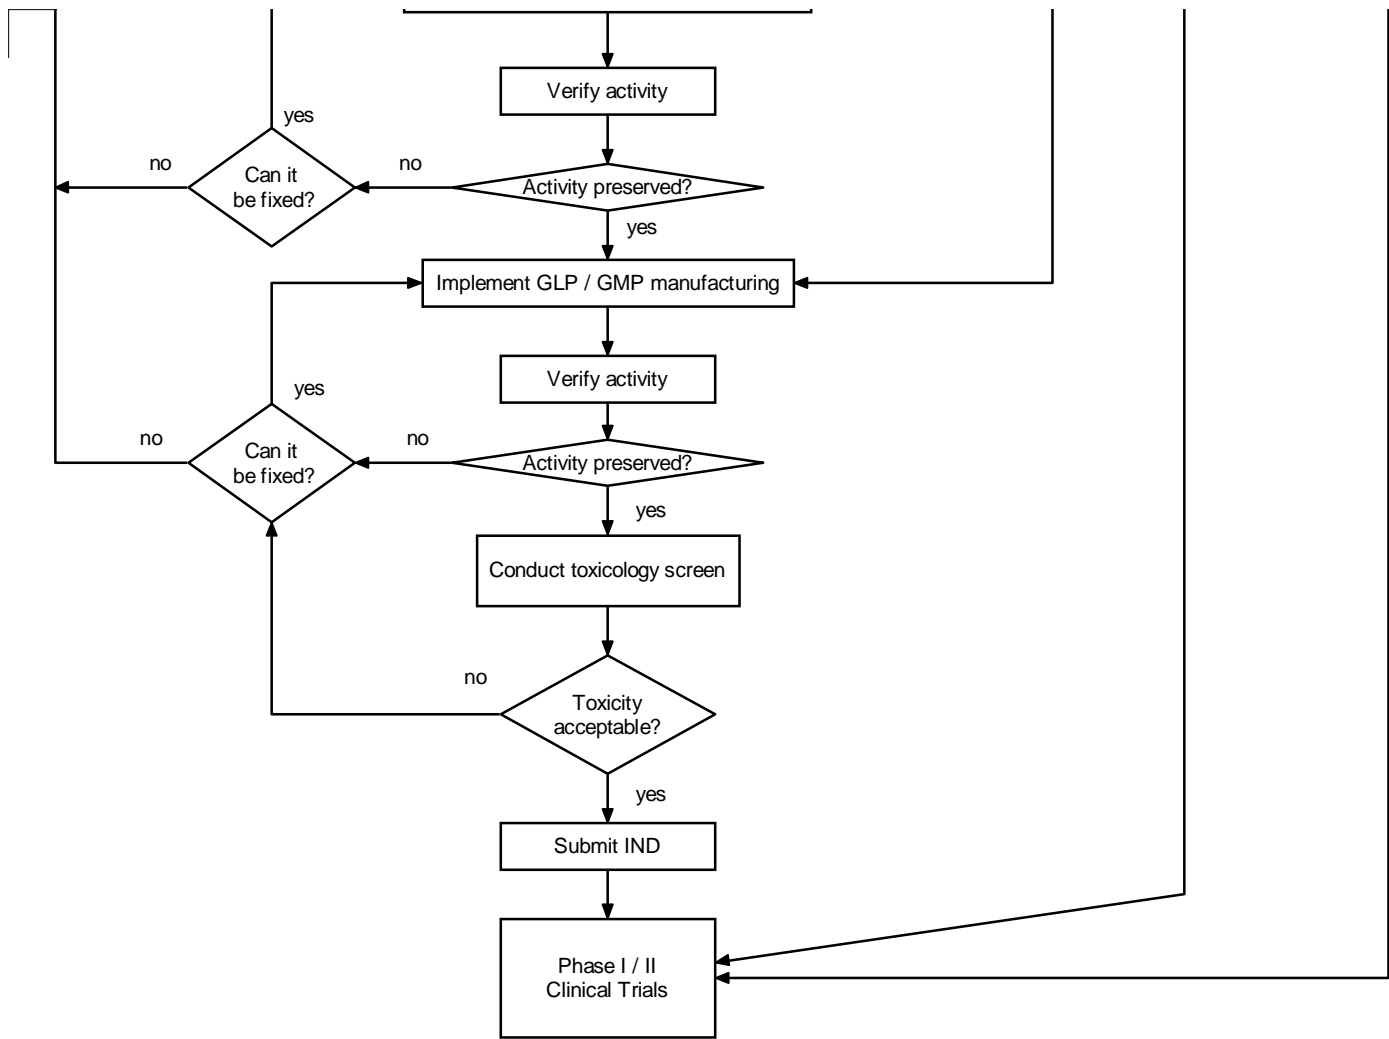 Verify activity
yes
no
Can it
be fixed?
no
Activity preserved?
yes
Implement GLP / GMP manufacturing
Verify activity
yes
no
Can it
be fixed?
no
Activity preserved?
yes
Conduct toxicology screen
no
Toxicity
acceptable?
yes
Submit IND
Phase I / II
Clinical Trials